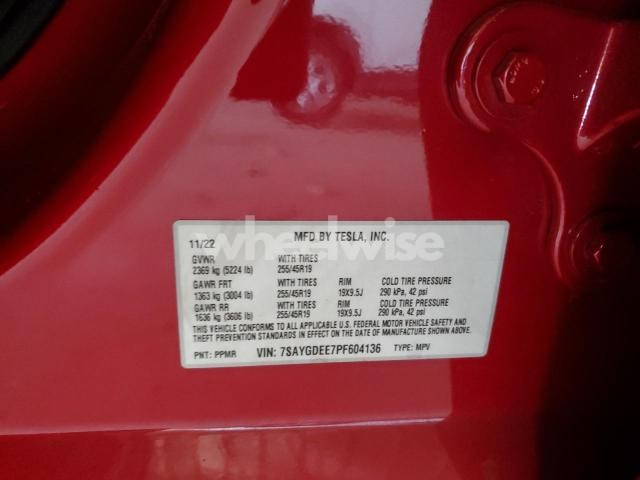 11/22 MFD BY TESLA, INC.
GVWR WITH TIRES
2369 kg (5224 lb) 255/45R19
GAWR FRT WITH TIRES RIM COLD TIRE PRESSURE
1363 kg (3004 lb) 255/45R19 19X9.5J 290 kPa, 42 psi
GAWR RR WITH TIRES RIM COLD TIRE PRESSURE
1636 kg (3606 lb) 255/45R19 19X9.5J 290 kPa, 42 psi
THIS VEHICLE CONFORMS TO ALL APPLICABLE U.S. FEDERAL MOTOR VEHICLE SAFETY,
BUMPER, AND THEFT PREVENTION STANDARDS IN EFFECT ON THE DATE OF MANUFACTURE SHOWN ABOVE.
PNT: PPMR VIN: 7SAYGDEE7PF604136 TYPE: MPV
wheelwise